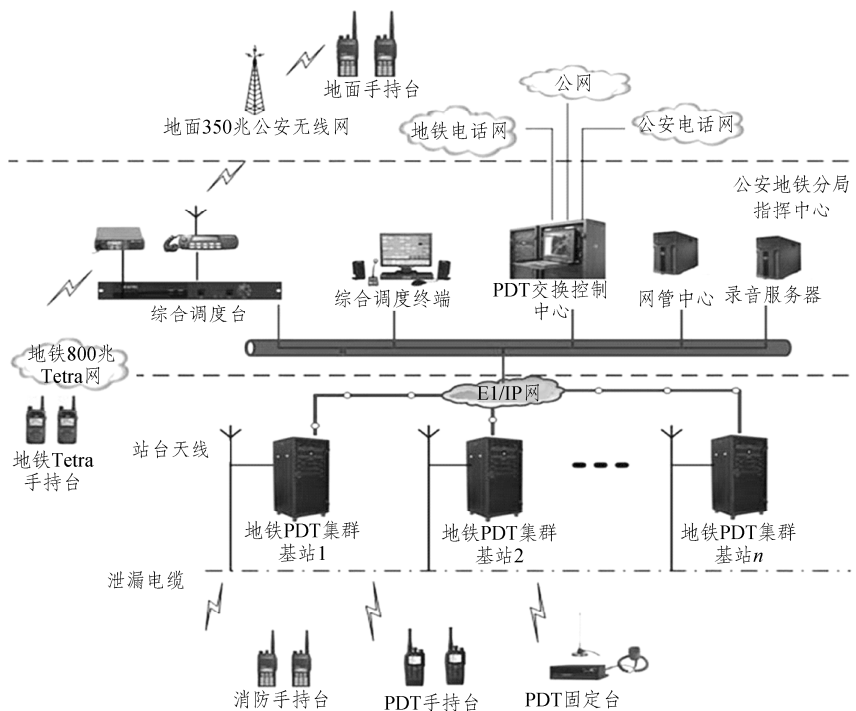 地面手持台
地面350兆公安无线网
公网
地铁电话网
公安电话网
公安地铁分局
指挥中心
综合调度台
综合调度终端
PDT交换控制
中心
网管中心
录音服务器
地铁800兆
Tetra网
E1/IP网
地铁Tetra
手持台
站台天线
地铁PDT集群
基站1
地铁PDT集群
基站2
地铁PDT集群
基站n
泄漏电缆
消防手持台
PDT手持台
PDT固定台